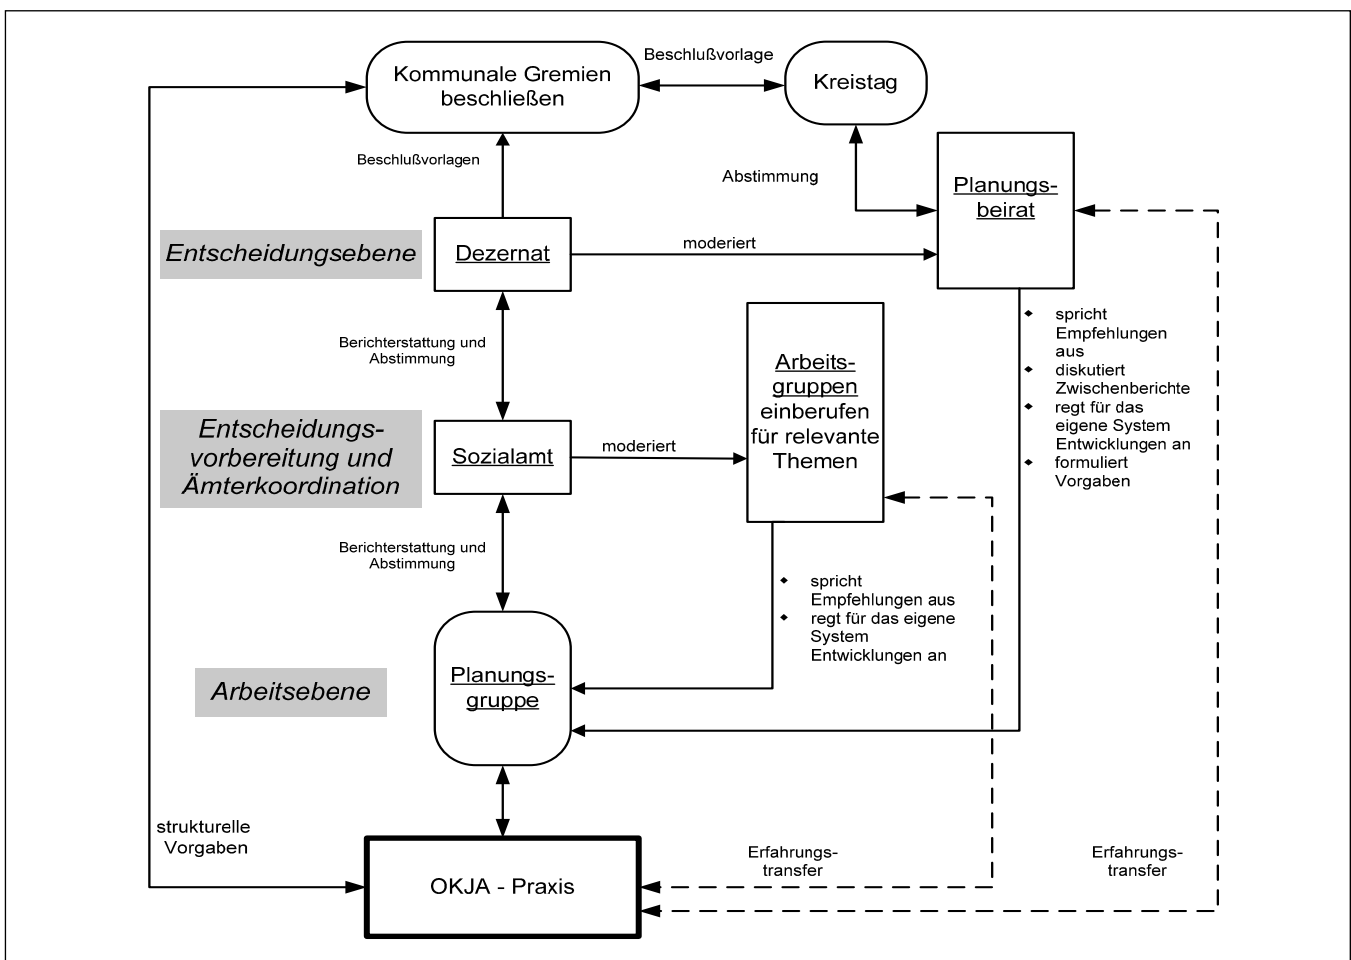 Kommunale Gremien
beschließen
Beschlußvorlage
Kreistag
Beschlußvorlagen
Abstimmung
Planungs-
beirat
Entscheidungsebene
Dezernat
moderiert
Berichterstattung und
Abstimmung
spricht
Empfehlungen
aus
diskutiert
Zwischenberichte
regt für das
eigene System
Entwicklungen an
formuliert
Vorgaben
Arbeits-
gruppen
einberufen
für relevante
Themen
Entscheidungs-
vorbereitung und
Ämterkoordination
Sozialamt
moderiert
Berichterstattung und
Abstimmung
spricht
Empfehlungen aus
regt für das eigene
System
Entwicklungen an
Arbeitsebene
Planungs-
gruppe
strukturelle
Vorgaben
OKJA - Praxis
Erfahrungs-
transfer
Erfahrungs-
transfer